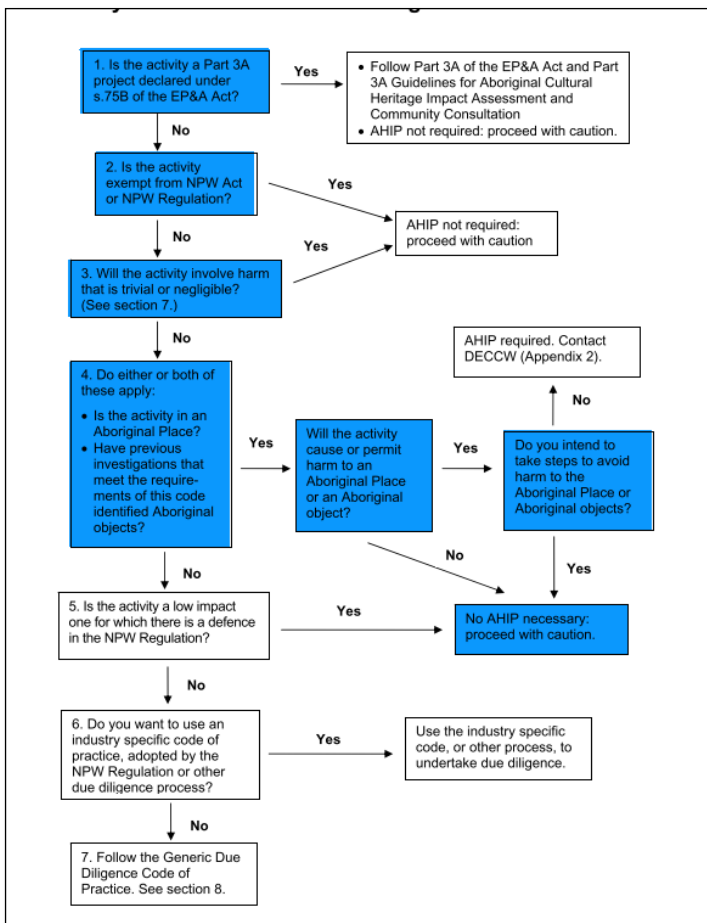 1. Is the activity a Part 3A
project declared under
s.75B of the EP&A Act?
Yes
• Follow Part 3A of the EP&A Act and Part
3A Guidelines for Aboriginal Cultural
Heritage Impact Assessment and
Community Consultation
• AHIP not required: proceed with caution.
No
2. Is the activity
exempt from NPW Act
or NPW Regulation?
Yes
AHIP not required:
proceed with caution
No
Yes
3. Will the activity involve harm
that is trivial or negligible?
(See section 7.)
No
AHIP required. Contact
DECCW (Appendix 2).
No
4. Do either or both of
these apply:
• Is the activity in an
Aboriginal Place?
• Have previous
investigations that
meet the require-
ments of this code
identified Aboriginal
objects?
Yes
Will the activity
cause or permit
harm to an
Aboriginal Place
or an Aboriginal
object?
Yes
Do you intend to
take steps to avoid
harm to the
Aboriginal Place or
Aboriginal objects?
No
No
Yes
5. Is the activity a low impact
one for which there is a defence
in the NPW Regulation?
Yes
No AHIP necessary:
proceed with caution.
No
6. Do you want to use an
industry specific code of
practice, adopted by the
NPW Regulation or other
due diligence process?
Yes
Use the industry specific
code, or other process, to
undertake due diligence.
No
7. Follow the Generic Due
Diligence Code of
Practice. See section 8.